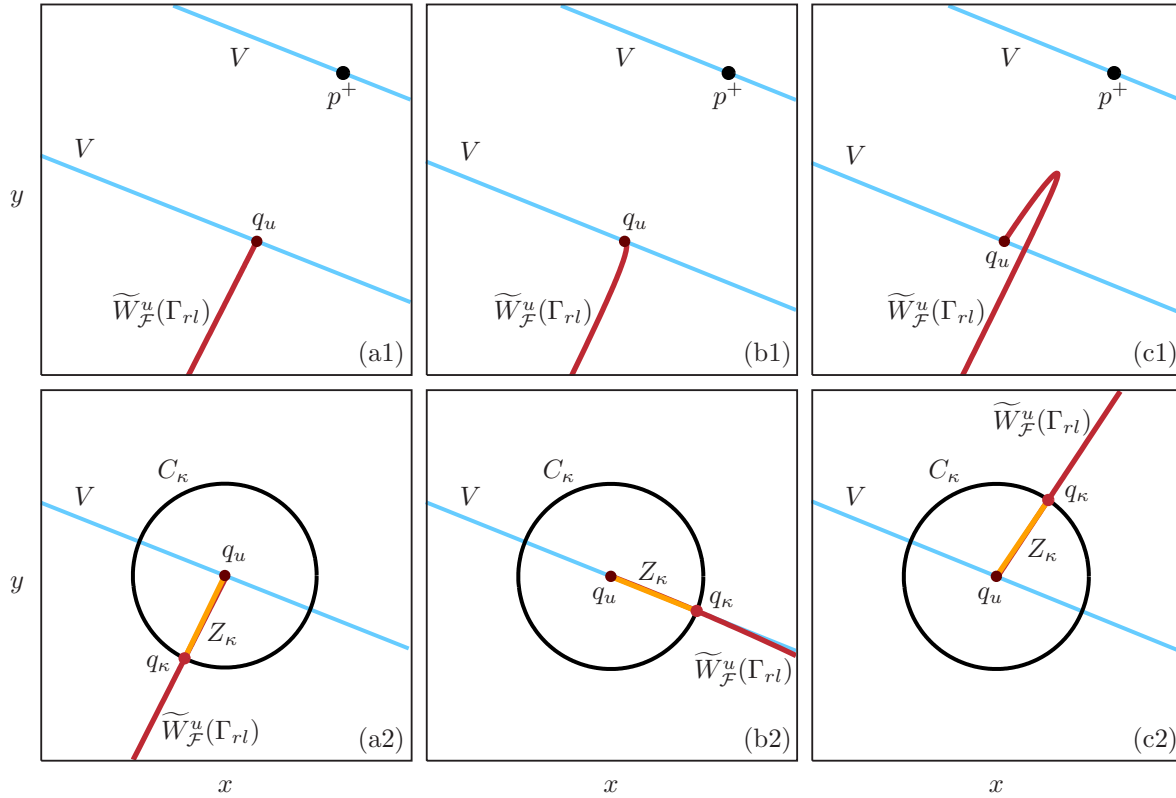 V
p⁺
V
q_u
W̃ᵘ_𝓕(Γ_rl)
(a1)
V
p⁺
V
q_u
W̃ᵘ_𝓕(Γ_rl)
(b1)
V
p⁺
V
q_u
W̃ᵘ_𝓕(Γ_rl)
(c1)
y
C_κ
V
q_u
Z_κ
q_κ
W̃ᵘ_𝓕(Γ_rl)
(a2)
C_κ
V
Z_κ
q_u
q_κ
W̃ᵘ_𝓕(Γ_rl)
(b2)
W̃ᵘ_𝓕(Γ_rl)
C_κ
V
q_κ
Z_κ
q_u
(c2)
y
x
x
x